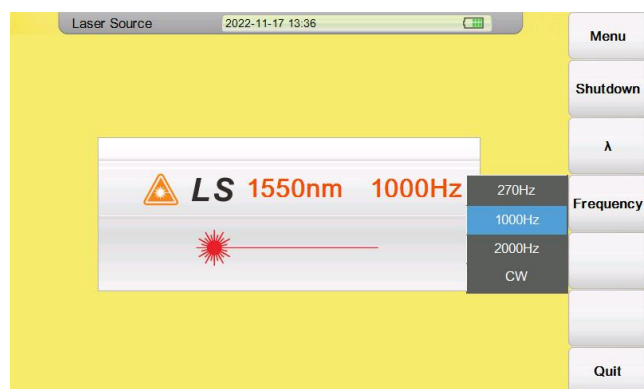 Laser Source 2022-11-17 13:36
Menu
Shutdown
λ
LS 1550nm 1000Hz
270Hz
1000Hz
2000Hz
CW
Frequency
Quit